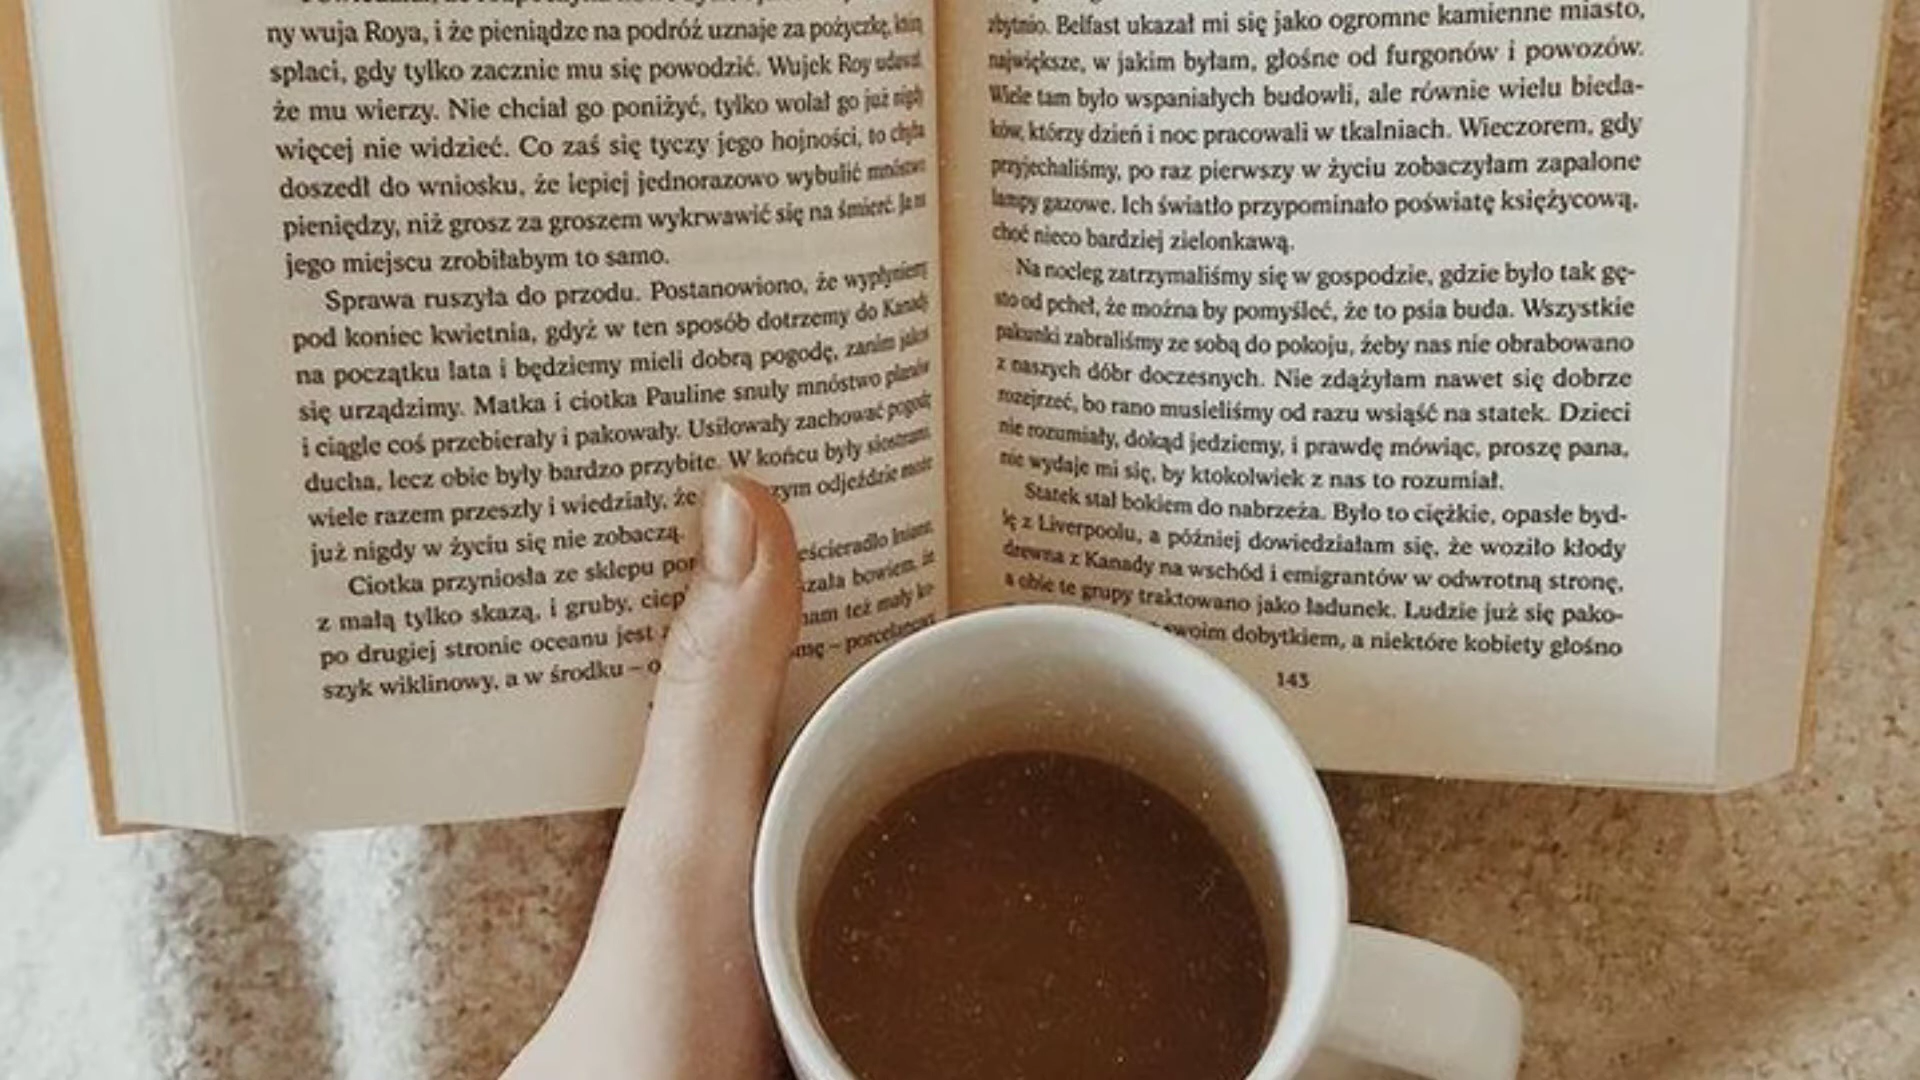 ny wuja Roya, i że pieniądze na podróż uznaje za pożyczkę, którą
spłaci, gdy tylko zacznie mu się powodzić. Wujek Roy udawał,
że mu wierzy. Nie chciał go poniżyć, tylko wolał go już nigdy
więcej nie widzieć. Co zaś się tyczy jego hojności, to chyba
doszedł do wniosku, że lepiej jednorazowo wybulić mnóstwo
pieniędzy, niż grosz za groszem wykrwawić się na śmierć. Ja na
jego miejscu zrobiłabym to samo.
Sprawa ruszyła do przodu. Postanowiono, że wypłyniemy
pod koniec kwietnia, gdyż w ten sposób dotrzemy do Kanady
na początku lata i będziemy mieli dobrą pogodę, zanim jakoś
się urządzimy. Matka i ciotka Pauline snuły mnóstwo planów
i ciągle coś przebierały i pakowały. Usiłowały zachować pogodę
ducha, lecz obie były bardzo przybite. W końcu były siostrami,
wiele razem przeszły i wiedziały, że zym odjeździe może
już nigdy w życiu się nie zobaczą.
Ciotka przyniosła ze sklepu por eścieradło lniane,
z małą tylko skazą, i gruby, ciep zała bowiem, że
po drugiej stronie oceanu jest nam też mały ko-
szyk wiklinowy, a w środku – o – porcelanowy
zbytnio. Belfast ukazał mi się jako ogromne kamienne miasto,
największe, w jakim byłam, głośne od furgonów i powozów.
Wiele tam było wspaniałych budowli, ale równie wielu bieda-
ków, którzy dzień i noc pracowali w tkalniach. Wieczorem, gdy
przyjechaliśmy, po raz pierwszy w życiu zobaczyłam zapalone
lampy gazowe. Ich światło przypominało poświatę księżycową,
choć nieco bardziej zielonkawą.
Na nocleg zatrzymaliśmy się w gospodzie, gdzie było tak gę-
sto od pcheł, że można by pomyśleć, że to psia buda. Wszystkie
pakunki zabraliśmy ze sobą do pokoju, żeby nas nie obrabowano
z naszych dóbr doczesnych. Nie zdążyłam nawet się dobrze
rozejrzeć, bo rano musieliśmy od razu wsiąść na statek. Dzieci
nie rozumiały, dokąd jedziemy, i prawdę mówiąc, proszę pana,
nie wydaje mi się, by ktokolwiek z nas to rozumiał.
Statek stał bokiem do nabrzeża. Było to ciężkie, opasłe byd-
lę z Liverpoolu, a później dowiedziałam się, że woziło kłody
drewna z Kanady na wschód i emigrantów w odwrotną stronę,
a obie te grupy traktowano jako ładunek. Ludzie już się pako-
swoim dobytkiem, a niektóre kobiety głośno
143